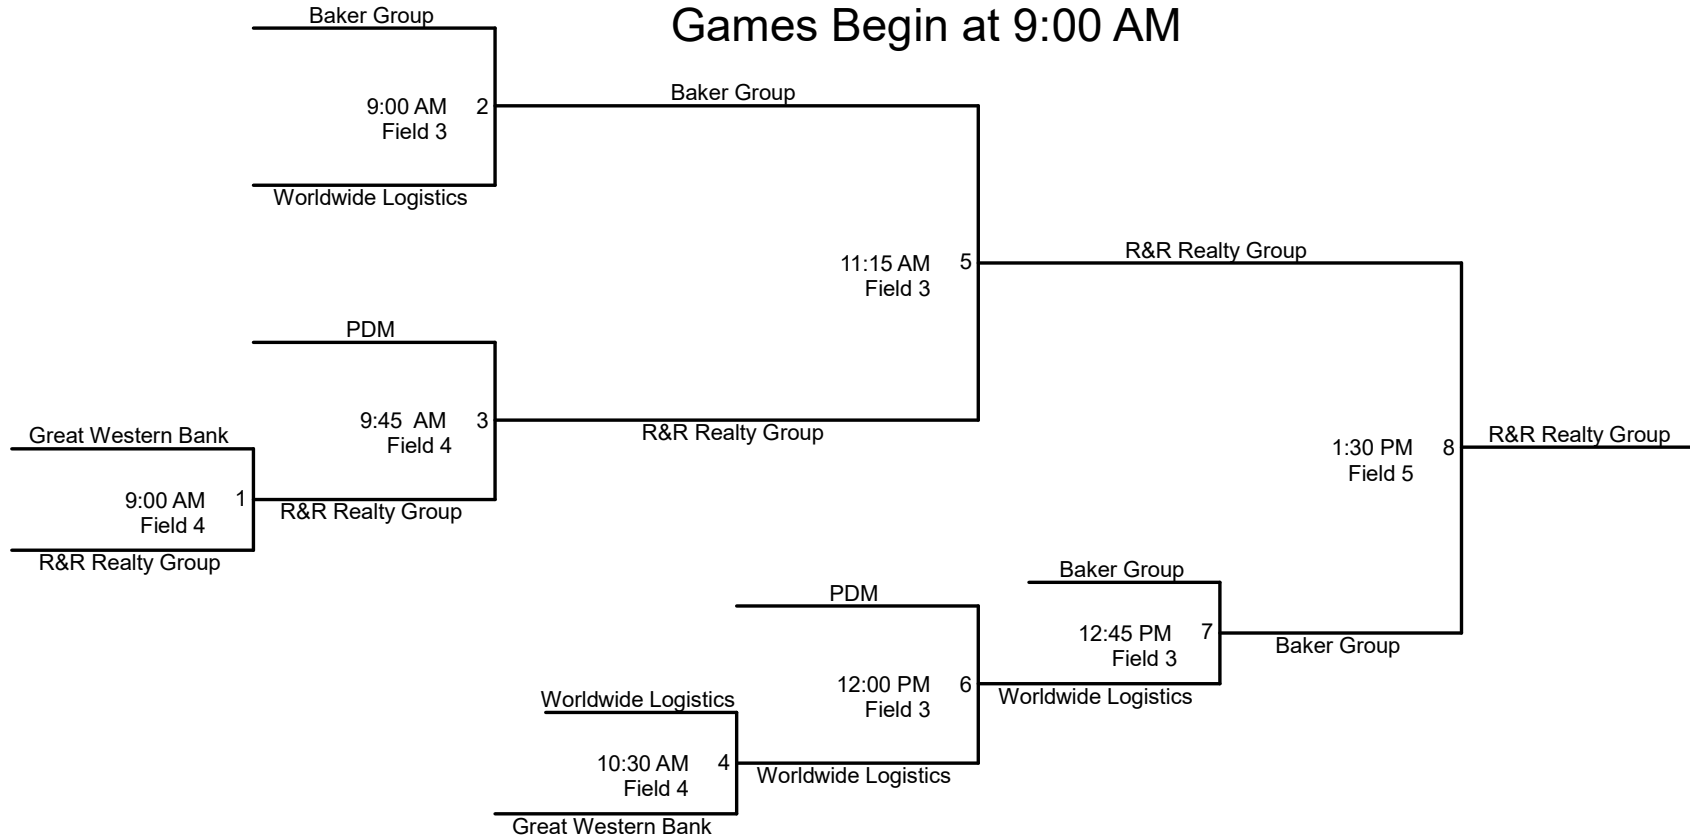 Games Begin at 9:00 AM
Baker Group
9:00 AM 2
Field 3
Worldwide Logistics
Baker Group
11:15 AM 5
Field 3
R&R Realty Group
PDM
9:45 AM 3
Field 4
R&R Realty Group
Great Western Bank
9:00 AM 1
Field 4
R&R Realty Group
R&R Realty Group
1:30 PM 8
Field 5
R&R Realty Group
Baker Group
12:45 PM 7
Field 3
Baker Group
PDM
12:00 PM 6
Field 3
Worldwide Logistics
Worldwide Logistics
10:30 AM 4
Field 4
Worldwide Logistics
Great Western Bank